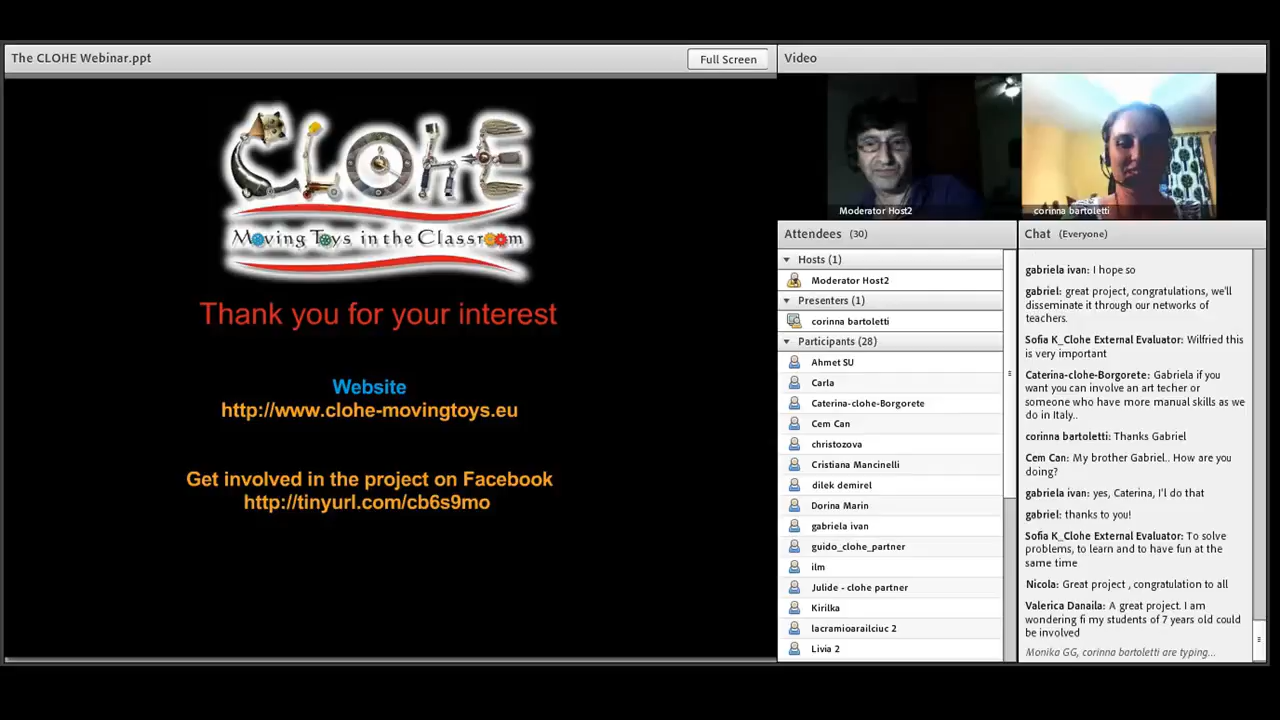 The CLOHE Webinar.ppt
Full Screen
CLOHE
Moving Toys in the Classroom
Thank you for your interest
Website
http://www.clohe-movingtoys.eu
Get involved in the project on Facebook
http://tinyurl.com/cb6s9mo
Video
Moderator Host2
corinna bartoletti
Attendees (30)
Hosts (1)
Moderator Host2
Presenters (1)
corinna bartoletti
Participants (28)
Ahmet SU
Carla
Caterina-clohe-Borgorete
Cem Can
christozova
Cristiana Mancinelli
dilek demirel
Dorina Marin
gabriela ivan
guido_clohe_partner
ilm
Julide - clohe partner
Kirilka
lacramioarailciuc 2
Livia 2
Chat (Everyone)
gabriela ivan: I hope so
gabriel: great project, congratulations, we'll
disseminate it through our networks of
teachers.
Sofia K_Clohe External Evaluator: Wilfried this
is very important
Caterina-clohe-Borgorete: Gabriela if you
want you can involve an art techer or
someone who have more manual skills as we
do in Italy..
corinna bartoletti: Thanks Gabriel
Cem Can: My brother Gabriel.. How are you
doing?
gabriela ivan: yes, Caterina, I'll do that
gabriel: thanks to you!
Sofia K_Clohe External Evaluator: To solve
problems, to learn and to have fun at the
same time
Nicola: Great project , congratulation to all
Valerica Danaila: A great project. I am
wondering fi my students of 7 years old could
be involved
Monika GG, corinna bartoletti are typing...